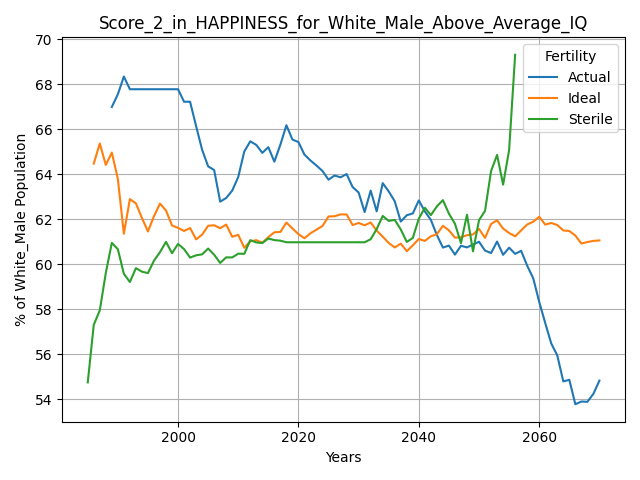 Score_2_in_HAPPINESS_for_White_Male_Above_Average_IQ
70
68
66
64
62
60
58
56
54
% of White_Male Population
Fertility
Actual
Ideal
Sterile
2000
2020
2040
2060
Years